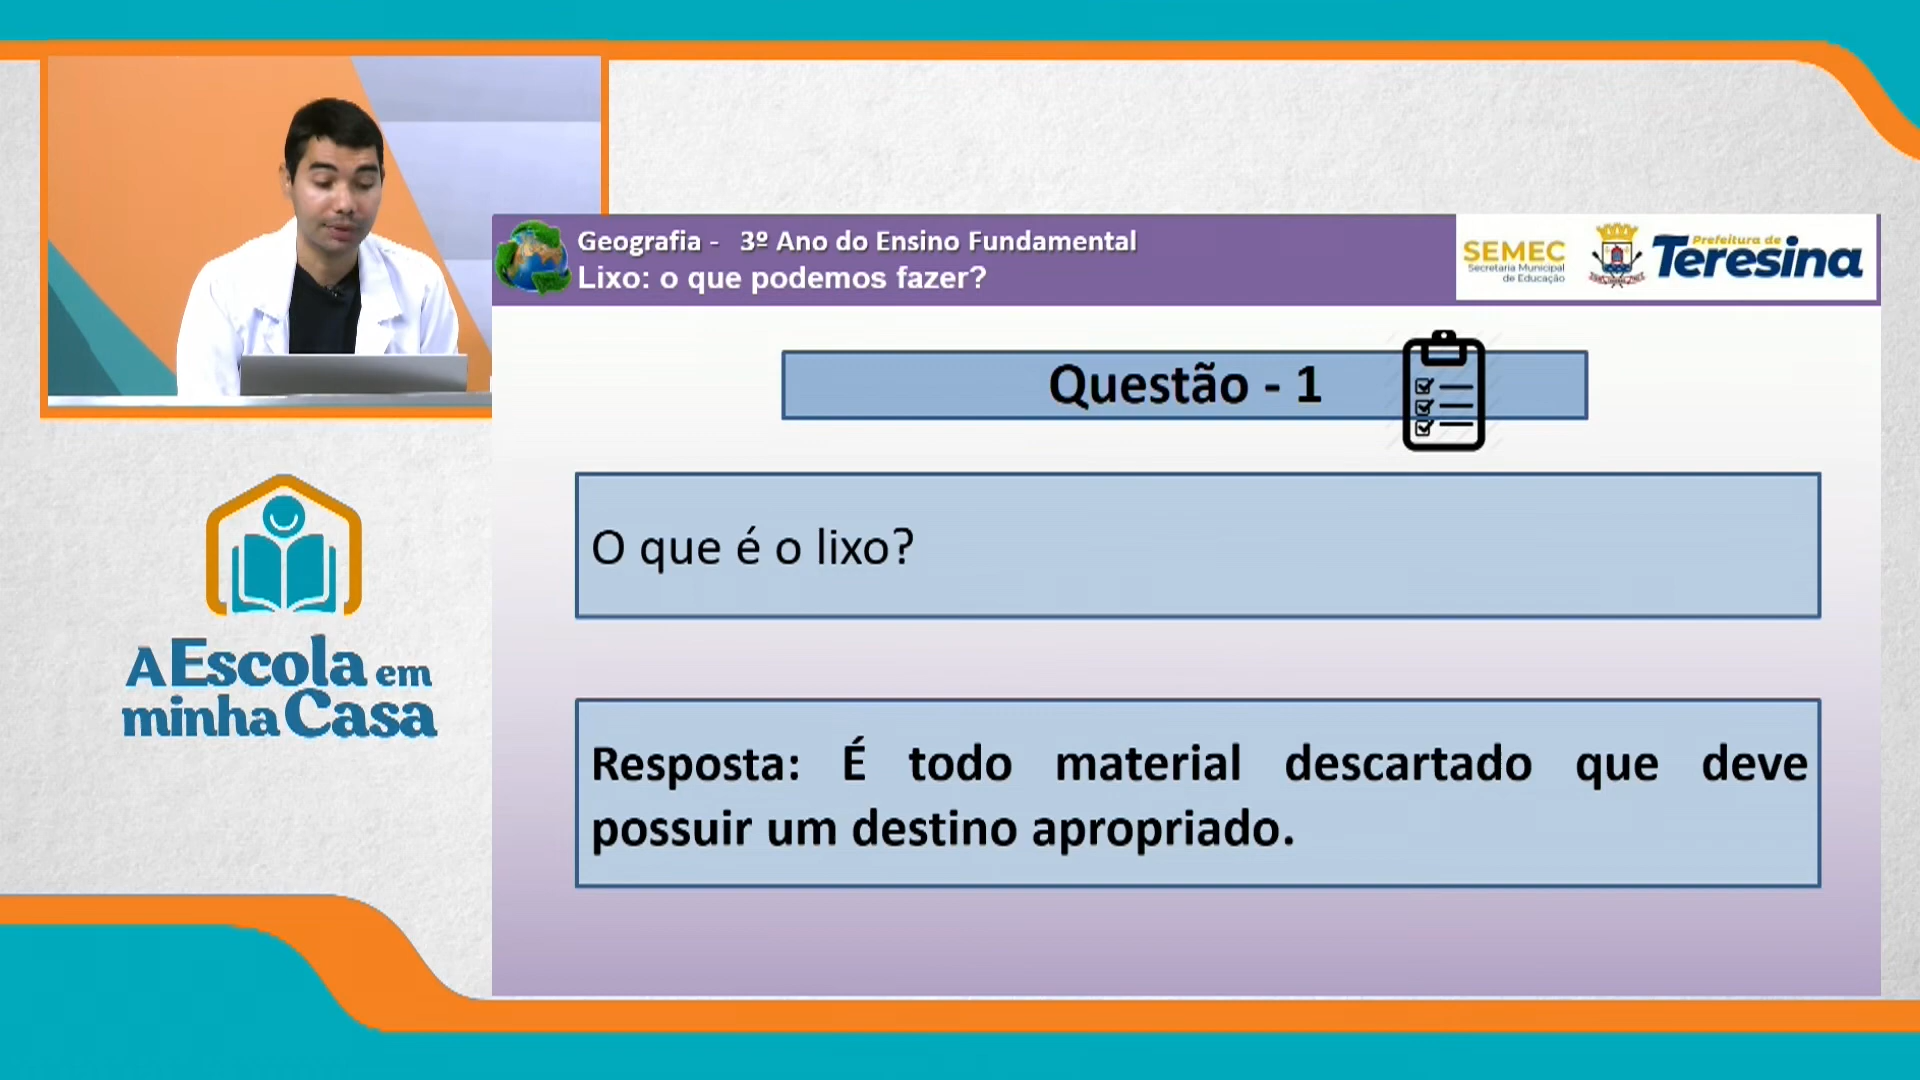 Geografia - 3º Ano do Ensino Fundamental
Lixo: o que podemos fazer?
SEMEC
Secretaria Municipal
de Educação
Prefeitura de
Teresina
Questão - 1
O que é o lixo?
Resposta: É todo material descartado que deve
possuir um destino apropriado.
A Escola em
minha Casa